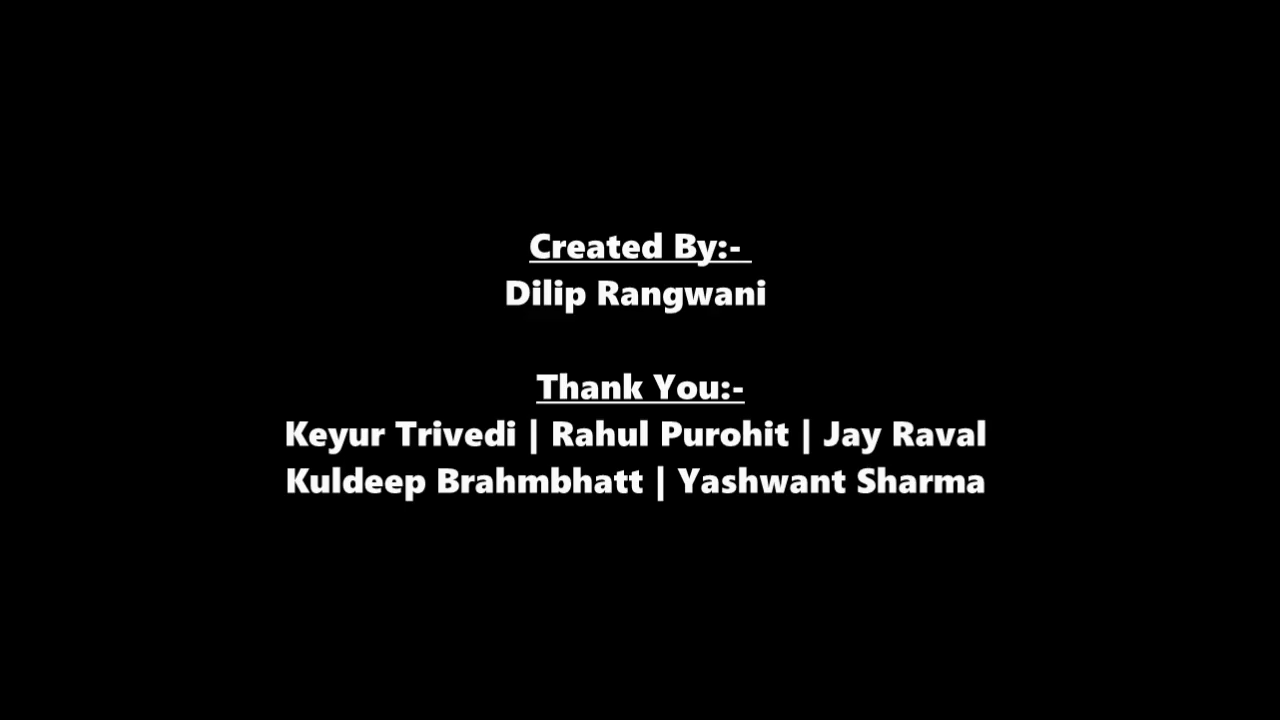 Created By:-
Dilip Rangwani
Thank You:-
Keyur Trivedi | Rahul Purohit | Jay Raval
Kuldeep Brahmbhatt | Yashwant Sharma